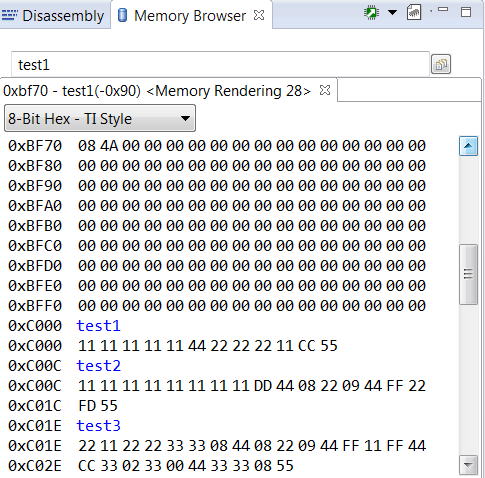 Disassembly Memory Browser
test1
0xbf70 - test1(-0x90) <Memory Rendering 28>
8-Bit Hex - TI Style
0xBF70 08 4A 00 00 00 00 00 00 00 00 00 00 00 00 00 00
0xBF80 00 00 00 00 00 00 00 00 00 00 00 00 00 00 00 00
0xBF90 00 00 00 00 00 00 00 00 00 00 00 00 00 00 00 00
0xBFA0 00 00 00 00 00 00 00 00 00 00 00 00 00 00 00 00
0xBFB0 00 00 00 00 00 00 00 00 00 00 00 00 00 00 00 00
0xBFC0 00 00 00 00 00 00 00 00 00 00 00 00 00 00 00 00
0xBFD0 00 00 00 00 00 00 00 00 00 00 00 00 00 00 00 00
0xBFE0 00 00 00 00 00 00 00 00 00 00 00 00 00 00 00 00
0xBFF0 00 00 00 00 00 00 00 00 00 00 00 00 00 00 00 00
0xC000 test1
0xC000 11 11 11 11 11 44 22 22 22 11 CC 55
0xC00C test2
0xC00C 11 11 11 11 11 11 11 11 DD 44 08 22 09 44 FF 22
0xC01C FD 55
0xC01E test3
0xC01E 22 11 22 22 33 33 08 44 08 22 09 44 FF 11 FF 44
0xC02E CC 33 02 33 00 44 33 33 08 55